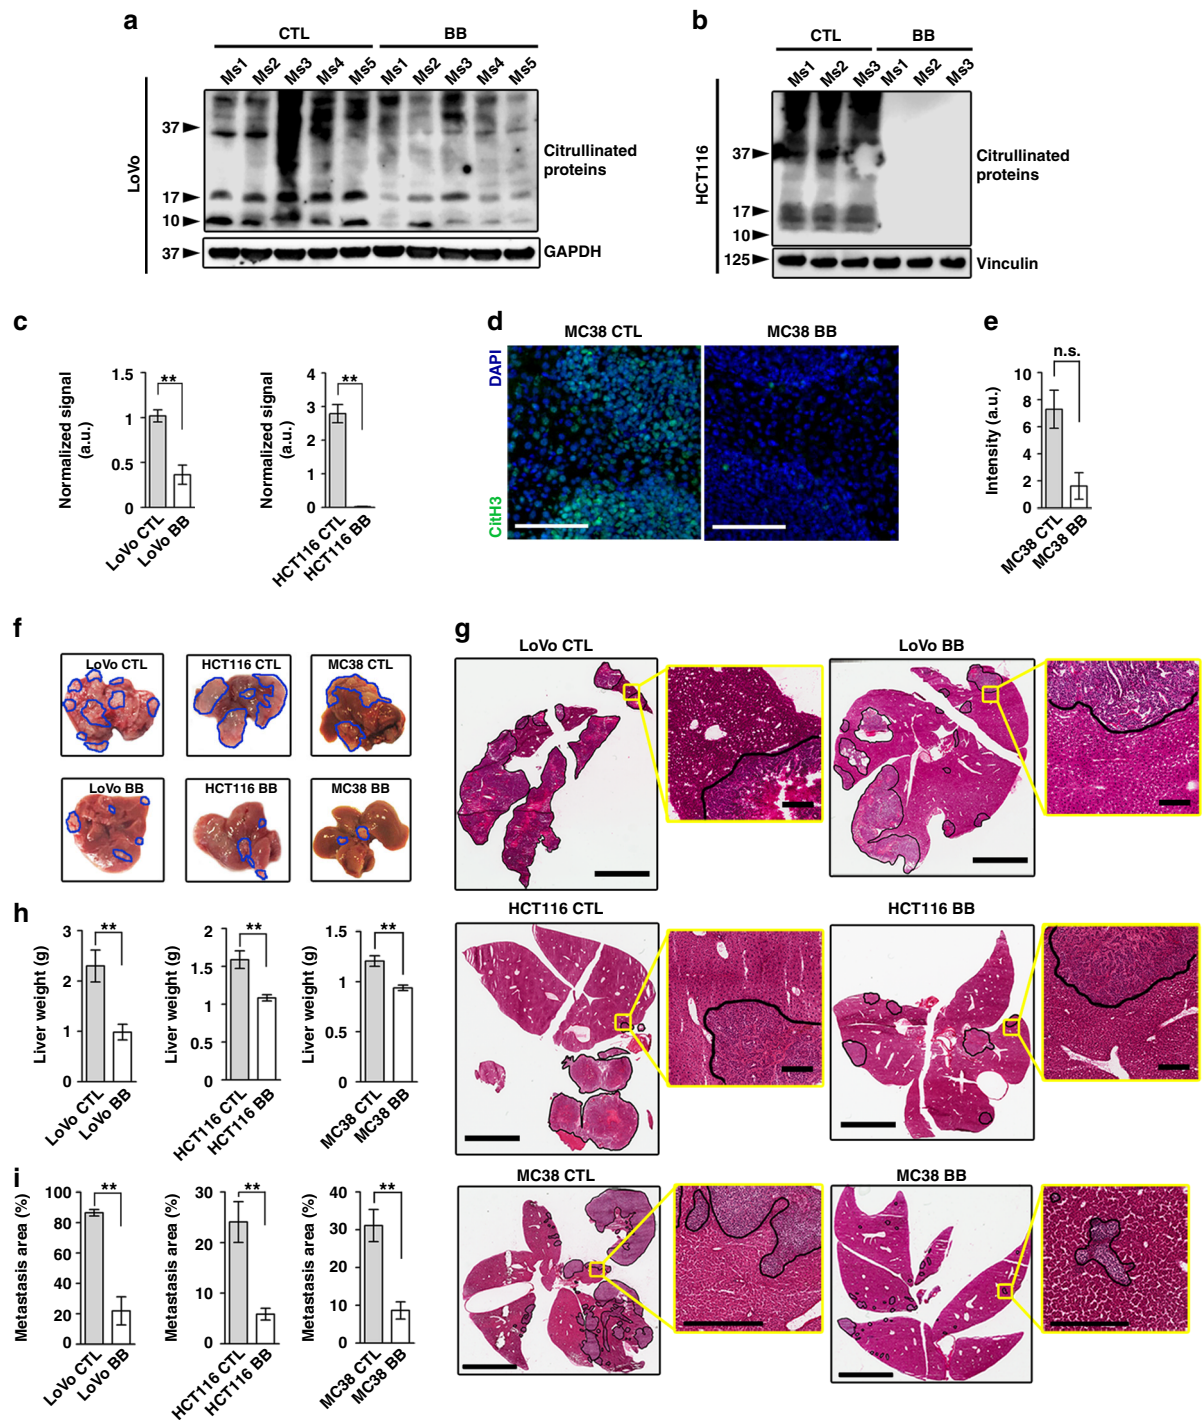 a
CTL
BB
Ms1 Ms2 Ms3 Ms4 Ms5 Ms1 Ms2 Ms3 Ms4 Ms5
LoVo
37
17
10
37
Citrullinated
proteins
GAPDH
b
CTL
BB
Ms1 Ms2 Ms3 Ms1 Ms2 Ms3
HCT116
37
17
10
125
Citrullinated
proteins
Vinculin
c
Normalized signal
(a.u.)
1.5
1
0.5
0
**
LoVo CTL
LoVo BB
Normalized signal
(a.u.)
4
3
2
1
0
**
HCT116 CTL
HCT116 BB
d
MC38 CTL
MC38 BB
DAPI
CitH3
e
n.s.
Intensity (a.u.)
10
8
6
4
2
0
MC38 CTL
MC38 BB
f
LoVo CTL
HCT116 CTL
MC38 CTL
LoVo BB
HCT116 BB
MC38 BB
g
LoVo CTL
LoVo BB
HCT116 CTL
HCT116 BB
MC38 CTL
MC38 BB
h
Liver weight (g)
3
2
1
0
**
LoVo CTL
LoVo BB
Liver weight (g)
2
1.5
1
0.5
0
**
HCT116 CTL
HCT116 BB
Liver weight (g)
1.5
1.0
0.5
0
**
MC38 CTL
MC38 BB
i
Metastasis area (%)
100
80
60
40
20
0
**
LoVo CTL
LoVo BB
Metastasis area (%)
30
20
10
0
**
HCT116 CTL
HCT116 BB
Metastasis area (%)
40
30
20
10
0
**
MC38 CTL
MC38 BB